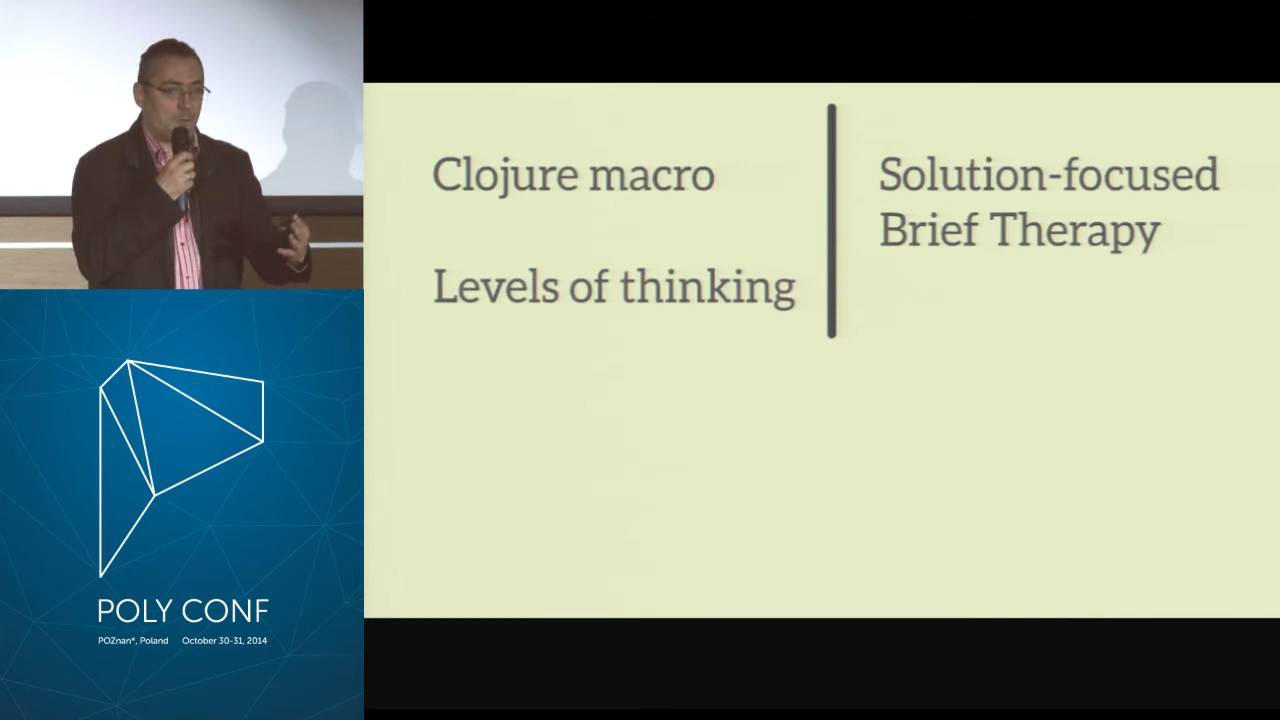 Clojure macro
Levels of thinking
Solution-focused
Brief Therapy
POLY CONF
POZnan*, Poland October 30-31, 2014